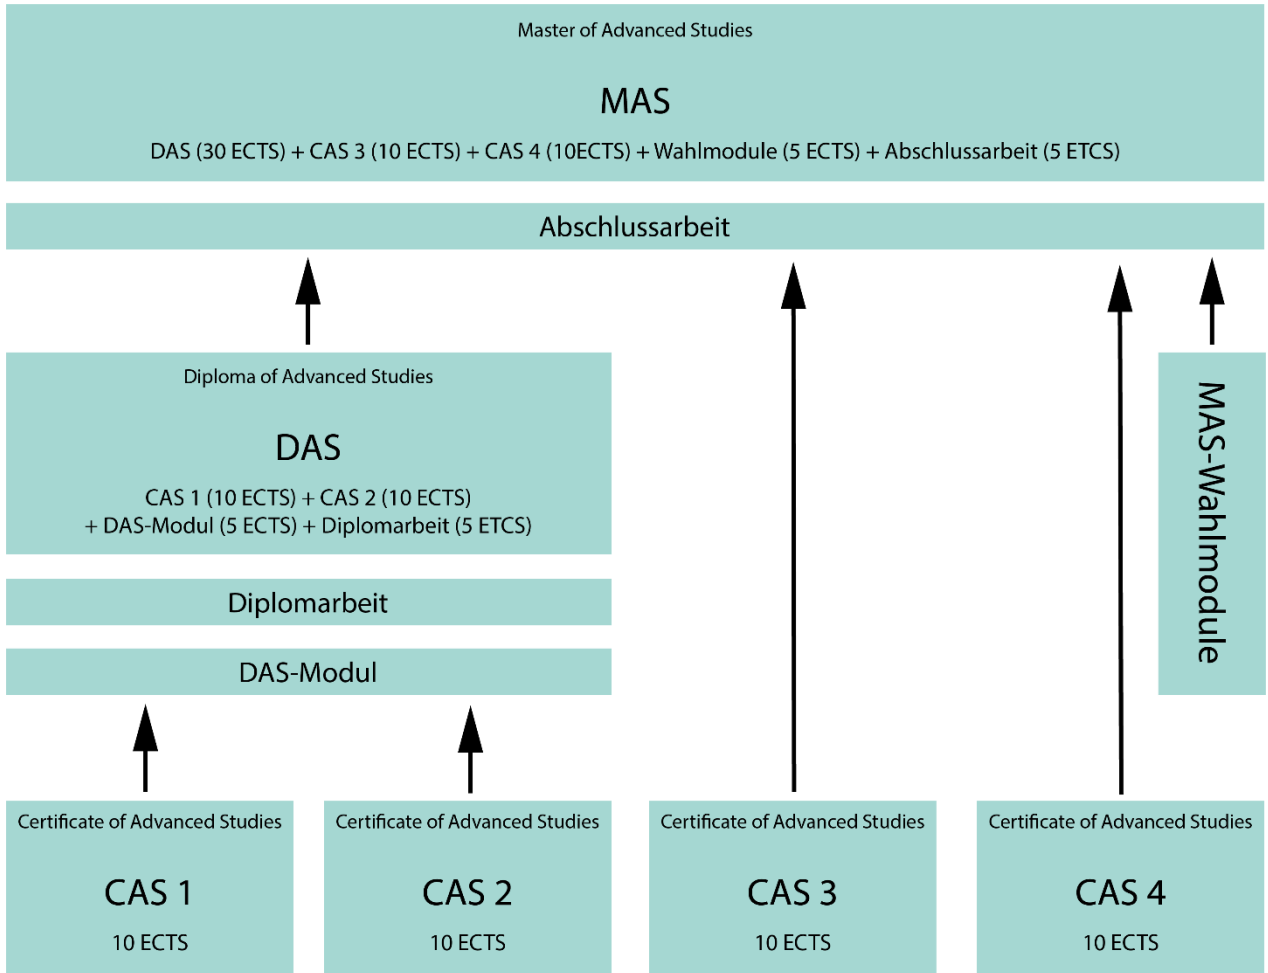 Master of Advanced Studies
MAS
DAS (30 ECTS) + CAS 3 (10 ECTS) + CAS 4 (10ECTS) + Wahlmodule (5 ECTS) + Abschlussarbeit (5 ETCS)
Abschlussarbeit
Diploma of Advanced Studies
DAS
CAS 1 (10 ECTS) + CAS 2 (10 ECTS)
+ DAS-Modul (5 ECTS) + Diplomarbeit (5 ETCS)
MAS-Wahlmodule
Diplomarbeit
DAS-Modul
Certificate of Advanced Studies
CAS 1
10 ECTS
Certificate of Advanced Studies
CAS 2
10 ECTS
Certificate of Advanced Studies
CAS 3
10 ECTS
Certificate of Advanced Studies
CAS 4
10 ECTS